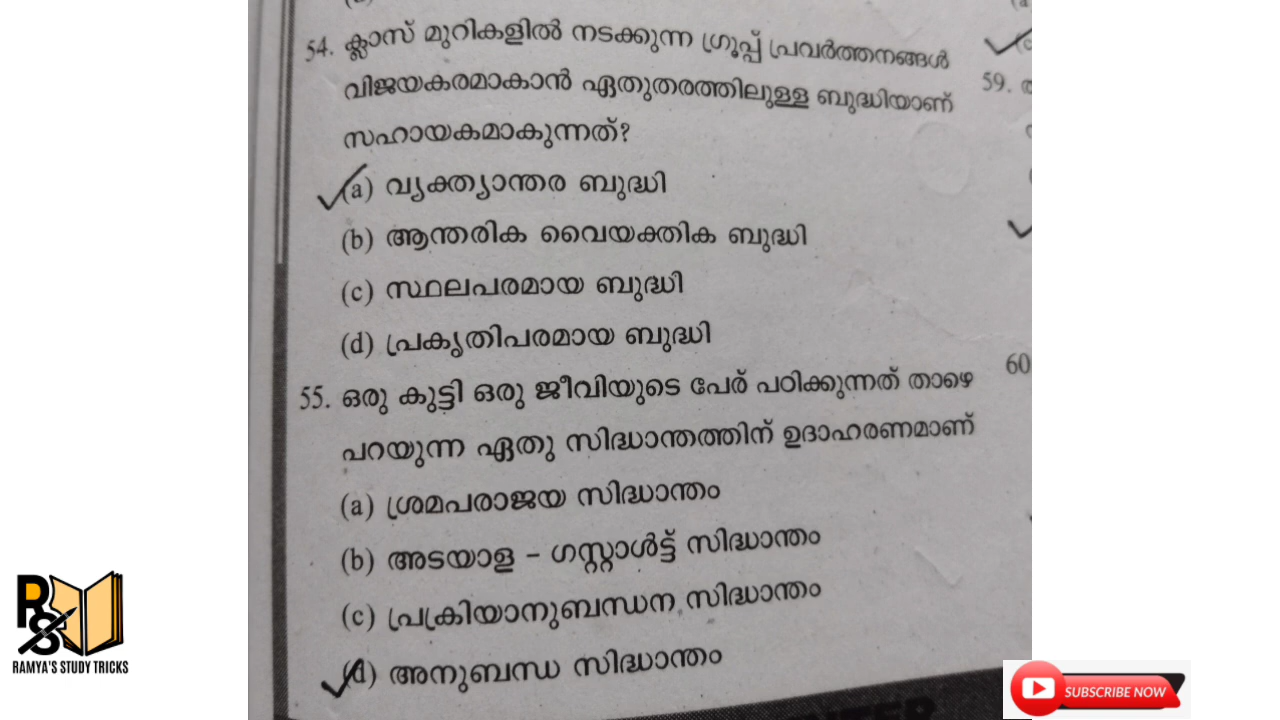 54. ക്ലാസ് മുറികളിൽ നടക്കുന്ന ഗ്രൂപ്പ് പ്രവർത്തനങ്ങൾ
വിജയകരമാകാൻ ഏതുതരത്തിലുള്ള ബുദ്ധിയാണ്
സഹായകമാകുന്നത്?
(a) വ്യക്ത്യാന്തര ബുദ്ധി
(b) ആന്തരിക വൈയക്തിക ബുദ്ധി
(c) സ്ഥലപരമായ ബുദ്ധി
(d) പ്രകൃതിപരമായ ബുദ്ധി
55. ഒരു കുട്ടി ഒരു ജീവിയുടെ പേര് പഠിക്കുന്നത് താഴെ
പറയുന്ന ഏതു സിദ്ധാന്തത്തിന് ഉദാഹരണമാണ്
(a) ശ്രമപരാജയ സിദ്ധാന്തം
(b) അടയാള – ഗസ്റ്റാൾട്ട് സിദ്ധാന്തം
(c) പ്രക്രിയാനുബന്ധന സിദ്ധാന്തം
(d) അനുബന്ധ സിദ്ധാന്തം
59.
60
RS
RAMYA'S STUDY TRICKS
SUBSCRIBE NOW